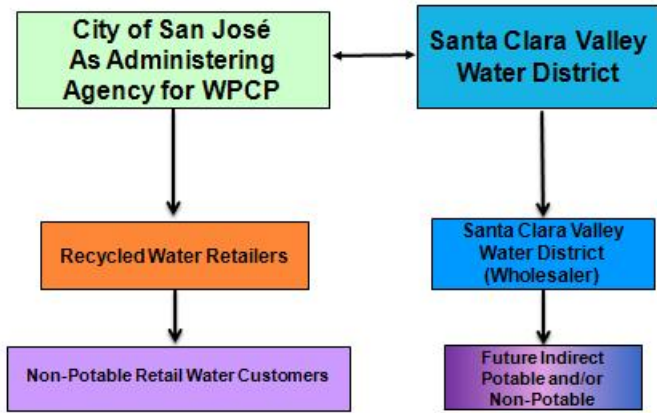 City of San José
As Administering
Agency for WPCP
Santa Clara Valley
Water District
Recycled Water Retailers
Santa Clara Valley
Water District
(Wholesaler)
Non-Potable Retail Water Customers
Future Indirect
Potable and/or
Non-Potable